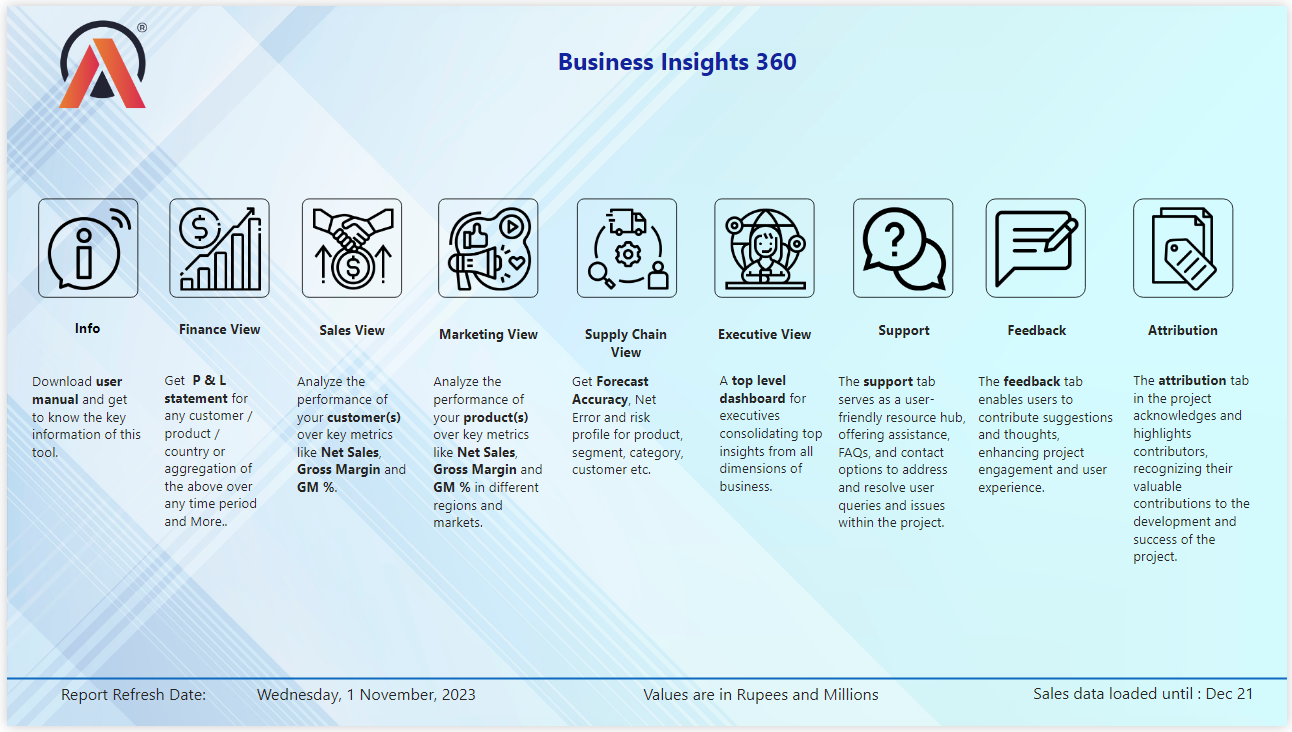 ®
Business Insights 360
Info
Download user
manual and get
to know the key
information of this
tool.
Finance View
Get P & L
statement for
any customer /
product /
country or
aggregation of
the above over
any time period
and More..
Sales View
Analyze the
performance of
your customer(s)
over key metrics
like Net Sales,
Gross Margin and
GM %.
Marketing View
Analyze the
performance of
your product(s)
over key metrics
like Net Sales,
Gross Margin and
GM % in different
regions and
markets.
Supply Chain
View
Get Forecast
Accuracy, Net
Error and risk
profile for product,
segment, category,
customer etc.
Executive View
A top level
dashboard for
executives
consolidating top
insights from all
dimensions of
business.
Support
The support tab
serves as a user-
friendly resource hub,
offering assistance,
FAQs, and contact
options to address
and resolve user
queries and issues
within the project.
Feedback
The feedback tab
enables users to
contribute suggestions
and thoughts,
enhancing project
engagement and user
experience.
Attribution
The attribution tab
in the project
acknowledges and
highlights
contributors,
recognizing their
valuable
contributions to the
development and
success of the
project.
Report Refresh Date: Wednesday, 1 November, 2023
Values are in Rupees and Millions
Sales data loaded until : Dec 21